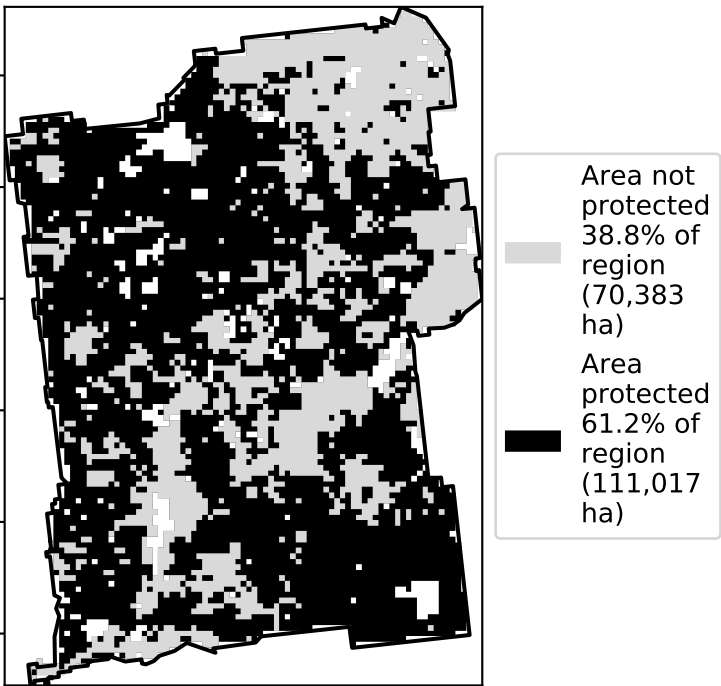 Area not
protected
38.8% of
region
(70,383
ha)
Area
protected
61.2% of
region
(111,017
ha)